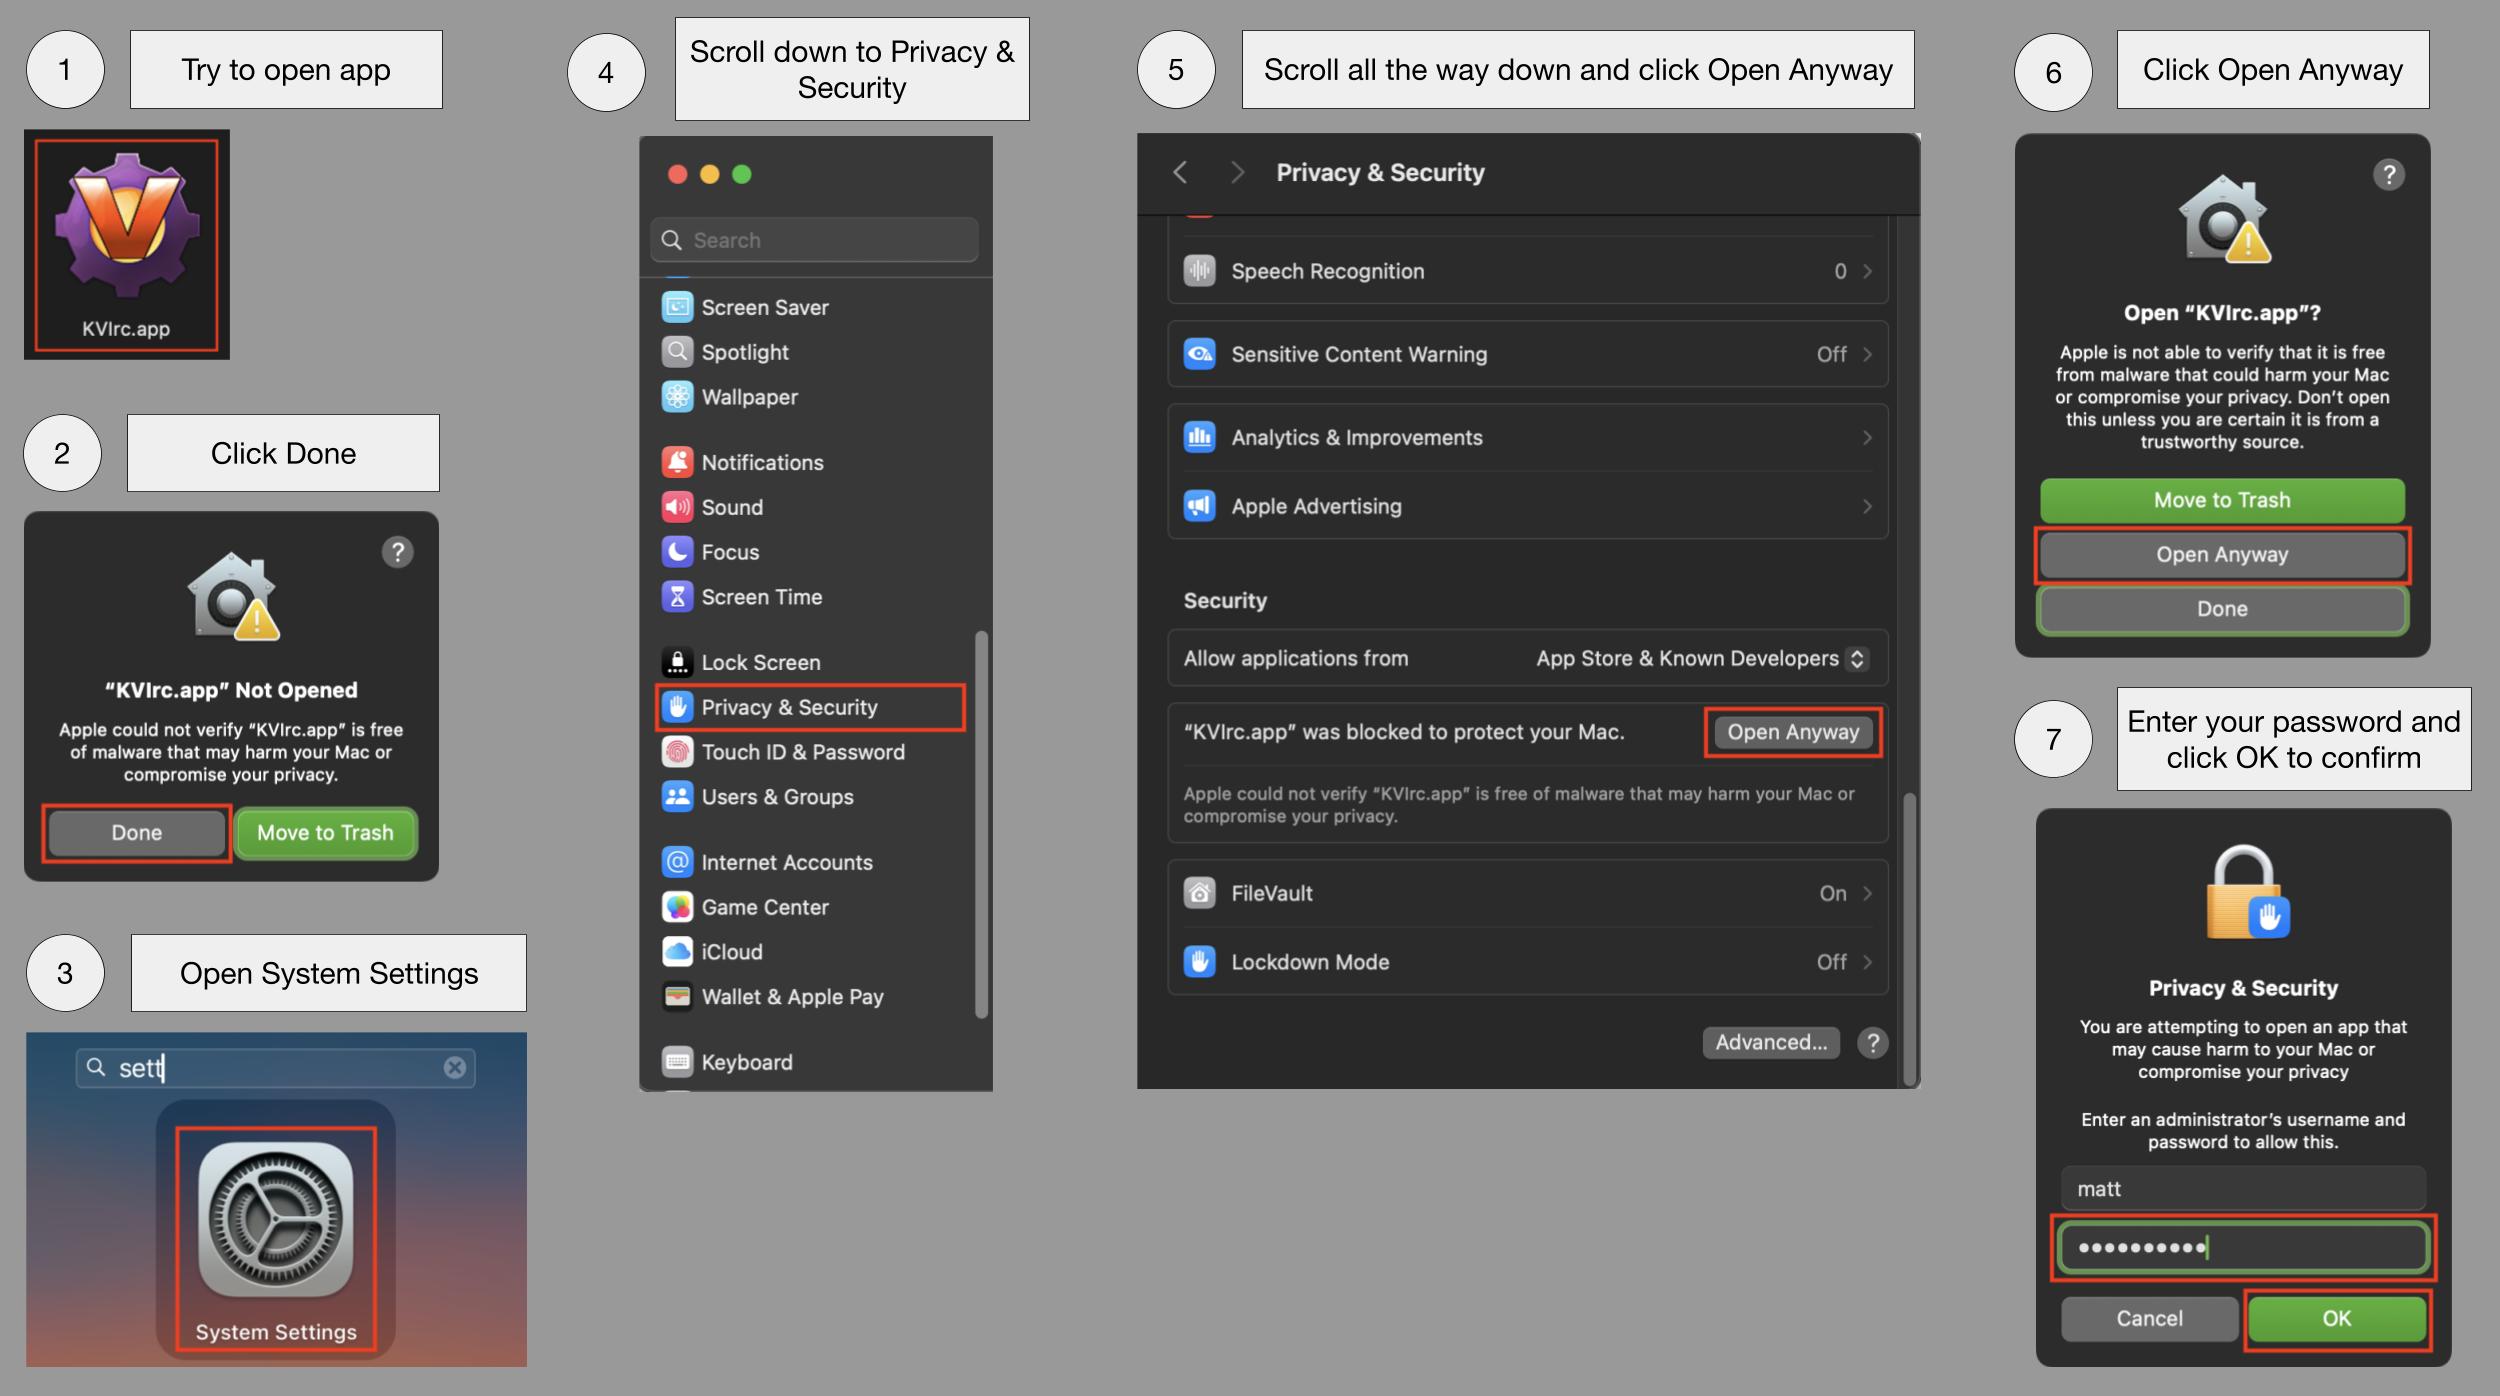 1
Try to open app
KVIrc.app
2
Click Done
?
“KVIrc.app” Not Opened
Apple could not verify “KVIrc.app” is free
of malware that may harm your Mac or
compromise your privacy.
Done
Move to Trash
3
Open System Settings
sett
System Settings
4
Scroll down to Privacy &
Security
Search
Screen Saver
Spotlight
Wallpaper
Notifications
Sound
Focus
Screen Time
Lock Screen
Privacy & Security
Touch ID & Password
Users & Groups
Internet Accounts
Game Center
iCloud
Wallet & Apple Pay
Keyboard
5
Scroll all the way down and click Open Anyway
Privacy & Security
Speech Recognition 0
Sensitive Content Warning Off
Analytics & Improvements
Apple Advertising
Security
Allow applications from App Store & Known Developers
“KVIrc.app” was blocked to protect your Mac. Open Anyway
Apple could not verify “KVIrc.app” is free of malware that may harm your Mac or
compromise your privacy.
FileVault On
Lockdown Mode Off
Advanced... ?
6
Click Open Anyway
?
Open “KVIrc.app”?
Apple is not able to verify that it is free
from malware that could harm your Mac
or compromise your privacy. Don’t open
this unless you are certain it is from a
trustworthy source.
Move to Trash
Open Anyway
Done
7
Enter your password and
click OK to confirm
Privacy & Security
You are attempting to open an app that
may cause harm to your Mac or
compromise your privacy
Enter an administrator’s username and
password to allow this.
matt
••••••••••
Cancel
OK